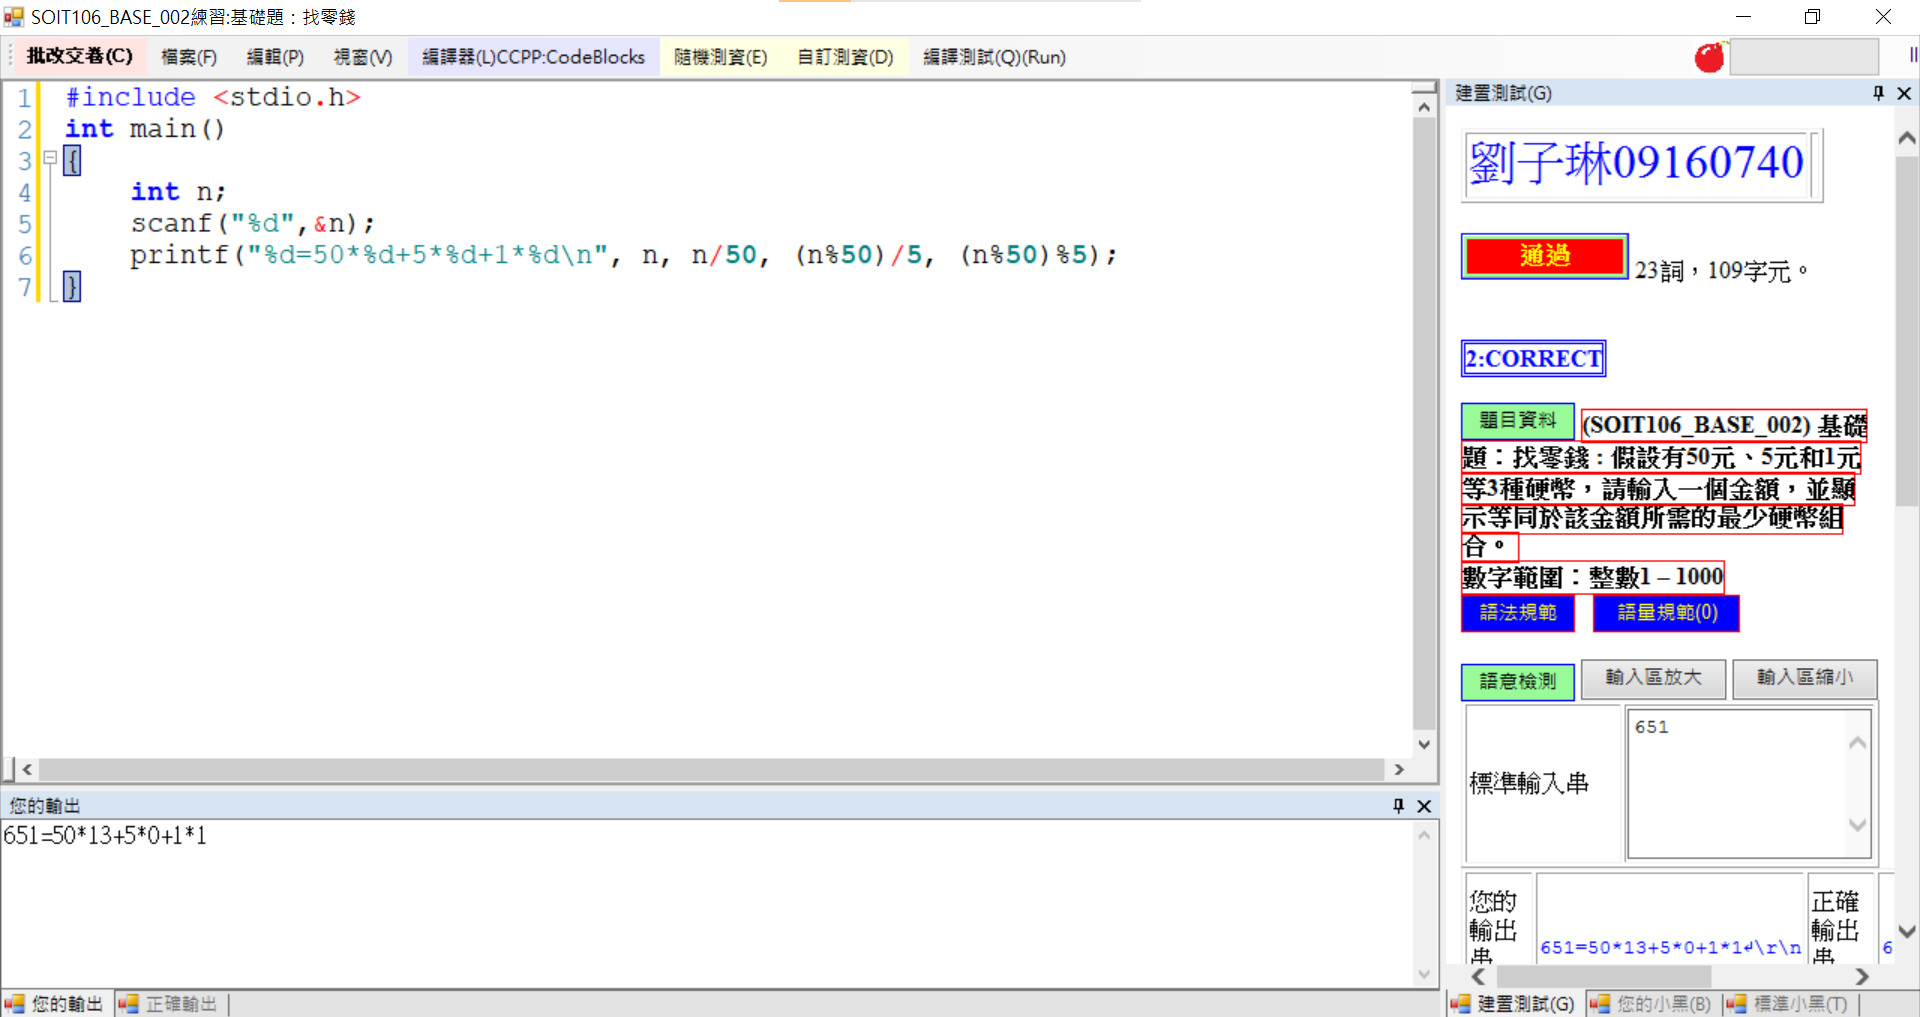 SOIT106_BASE_002練習:基礎題：找零錢
批改交卷(C) 檔案(F) 編輯(P) 視窗(V) 編譯器(L)CCPP:CodeBlocks 隨機測資(E) 自訂測資(D) 編譯測試(Q)(Run)
1 #include <stdio.h>
2 int main()
3 {
4 int n;
5 scanf("%d",&n);
6 printf("%d=50*%d+5*%d+1*%d\n", n, n/50, (n%50)/5, (n%50)%5);
7 }
您的輸出
651=50*13+5*0+1*1
您的輸出 正確輸出
建置測試(G)
劉子琳09160740
通過 23詞，109字元。
2:CORRECT
題目資料 (SOIT106_BASE_002) 基礎
題：找零錢 : 假設有50元、5元和1元
等3種硬幣，請輸入一個金額，並顯
示等同於該金額所需的最少硬幣組
合。
數字範圍：整數1 – 1000
語法規範 語量規範(0)
語意檢測 輸入區放大 輸入區縮小
標準輸入串 651
您的輸出串 651=50*13+5*0+1*1↲\r\n 正確輸出串 6
建置測試(G) 您的小黑(B) 標準小黑(T)